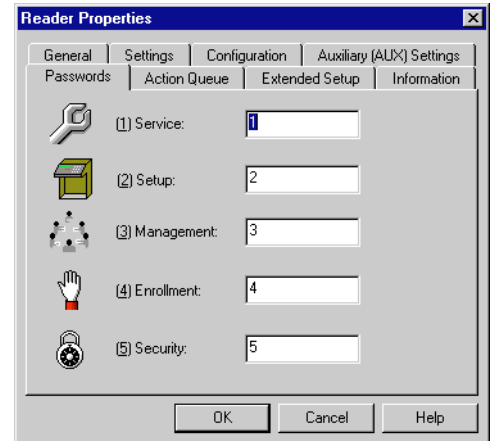 Reader Properties
General Settings Configuration Auxiliary (AUX) Settings
Passwords Action Queue Extended Setup Information
(1) Service: 1
(2) Setup: 2
(3) Management: 3
(4) Enrollment: 4
(5) Security: 5
OK Cancel Help